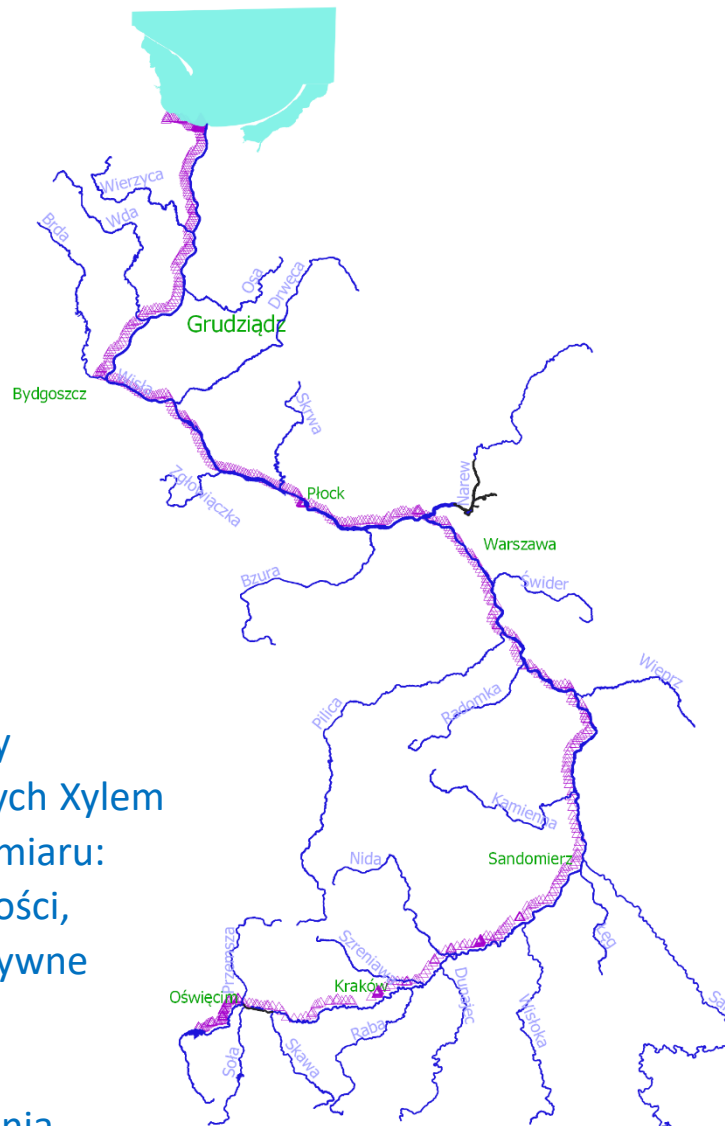 Wierzyca
Wda
Brda
Osa
Drwęca
Grudziądz
Bydgoszcz
Wisła
Skrwa
Zgłowiączka
Płock
Narew
Warszawa
Bzura
Świder
Wieprz
Pilica
Radomka
Kamienna
Nida
Sandomierz
Łęg
Szreniawa
Przemsza
Kraków
Oświęcim
Dunajec
Wisłoka
Raba
Skawa
Soła
y
ych Xylem
miaru:
ości,
ywne